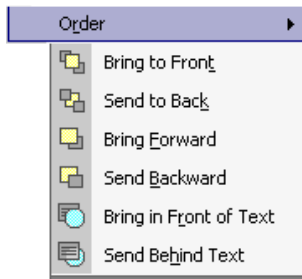 Order
Bring to Front
Send to Back
Bring Forward
Send Backward
Bring in Front of Text
Send Behind Text